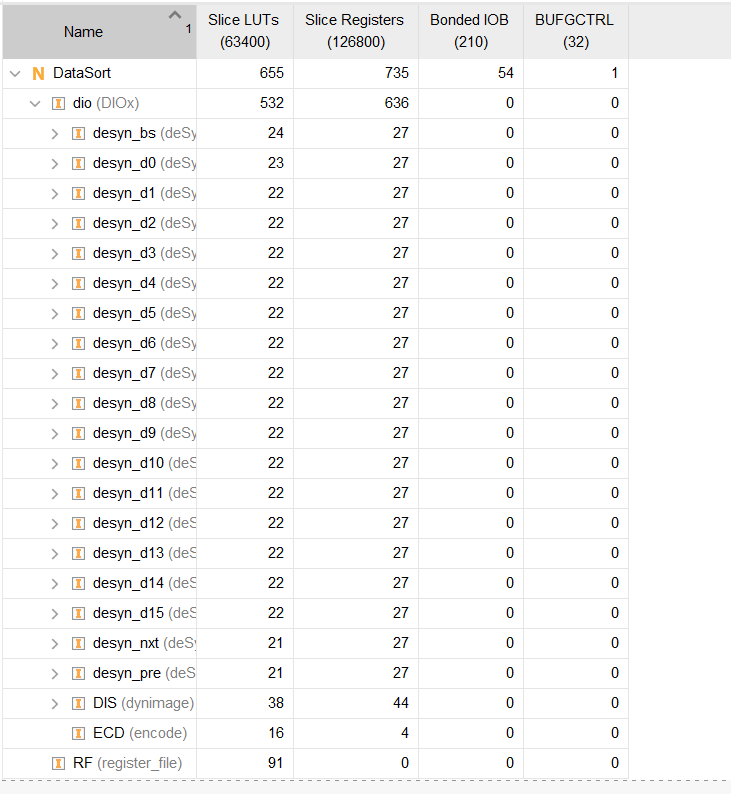 Name 1 Slice LUTs (63400) Slice Registers (126800) Bonded IOB (210) BUFGCTRL (32)
N DataSort 655 735 54 1
I dio (DIOx) 532 636 0 0
I desyn_bs (deSy 24 27 0 0
I desyn_d0 (deSy 23 27 0 0
I desyn_d1 (deSy 22 27 0 0
I desyn_d2 (deSy 22 27 0 0
I desyn_d3 (deSy 22 27 0 0
I desyn_d4 (deSy 22 27 0 0
I desyn_d5 (deSy 22 27 0 0
I desyn_d6 (deSy 22 27 0 0
I desyn_d7 (deSy 22 27 0 0
I desyn_d8 (deSy 22 27 0 0
I desyn_d9 (deSy 22 27 0 0
I desyn_d10 (deS 22 27 0 0
I desyn_d11 (deS 22 27 0 0
I desyn_d12 (deS 22 27 0 0
I desyn_d13 (deS 22 27 0 0
I desyn_d14 (deS 22 27 0 0
I desyn_d15 (deS 22 27 0 0
I desyn_nxt (deSy 21 27 0 0
I desyn_pre (deS 21 27 0 0
I DIS (dynimage) 38 44 0 0
I ECD (encode) 16 4 0 0
I RF (register_file) 91 0 0 0